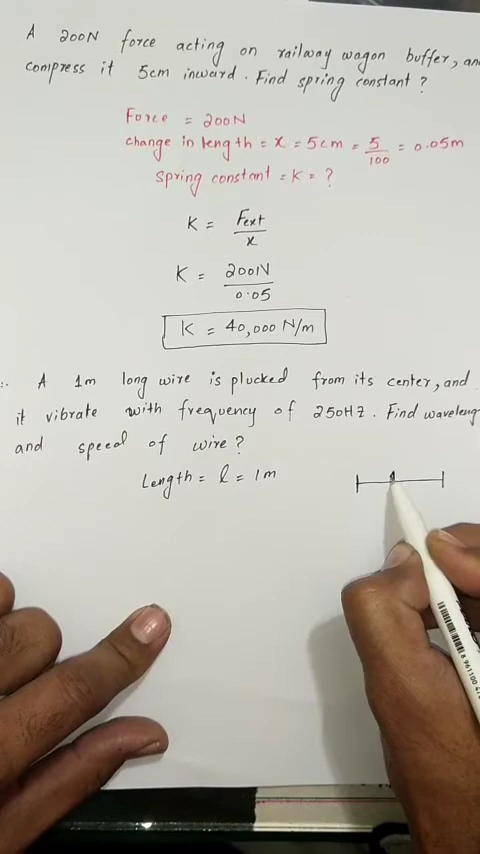 A 200N force acting on railway wagon buffer, an
compress it 5cm inward. Find spring constant ?
Force = 200N
change in length = x = 5cm = 5/100 = 0.05m
spring constant = K = ?
K = Fext/x
K = 200N/0.05
K = 40,000 N/m
:. A 1m long wire is plucked from its center, and
it vibrate with frequency of 250HZ. Find waveleng
and speed of wire?
Length = l = 1m